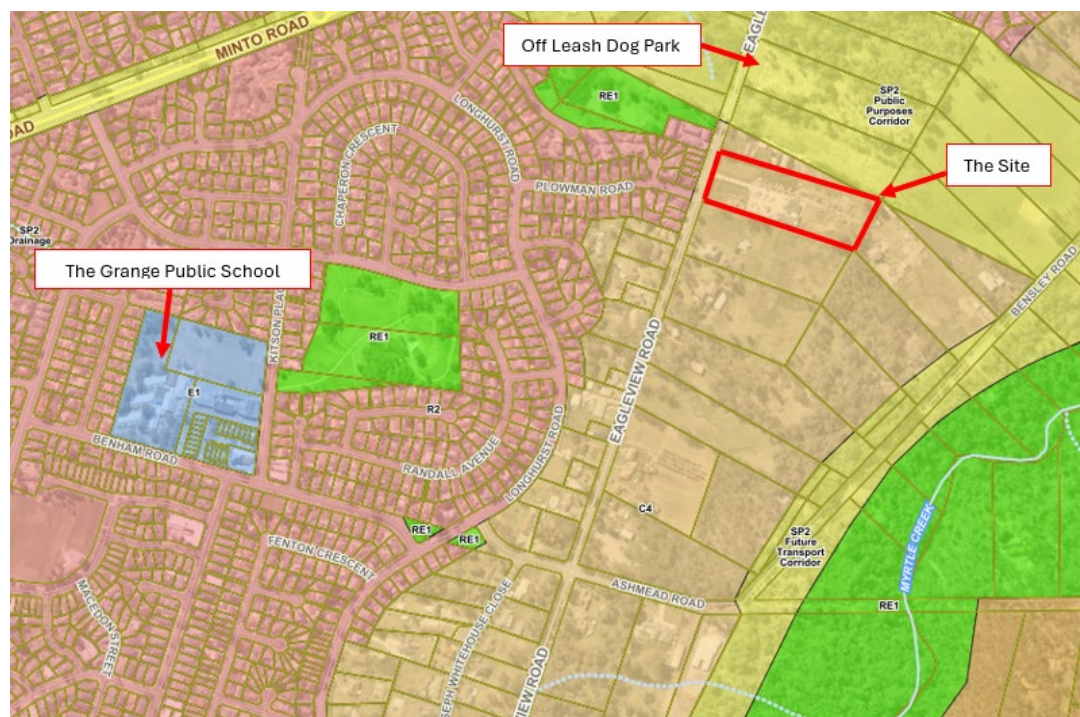 MINTO ROAD
ROAD
Off Leash Dog Park
EAGLEV
RE1
SP2
Public
Purposes
Corridor
LONGHURST ROAD
CHAPERON CRESCENT
PLOWMAN ROAD
The Site
SP2
Drainage
The Grange Public School
KITSON PLAC
BENSLEY ROAD
RE1
EAGLEVIEW ROAD
E1
R2
BENHAM ROAD
RANDALL AVENUE
LONGHURST ROAD
C4
RE1
RE1
SP2
Future
Transport
Corridor
MYRTLE CREEK
FENTON CRESCENT
ASHMEAD ROAD
RE1
MACEDON STREET
SEPH WHITEHOUSE CLOSE
VIEW ROAD